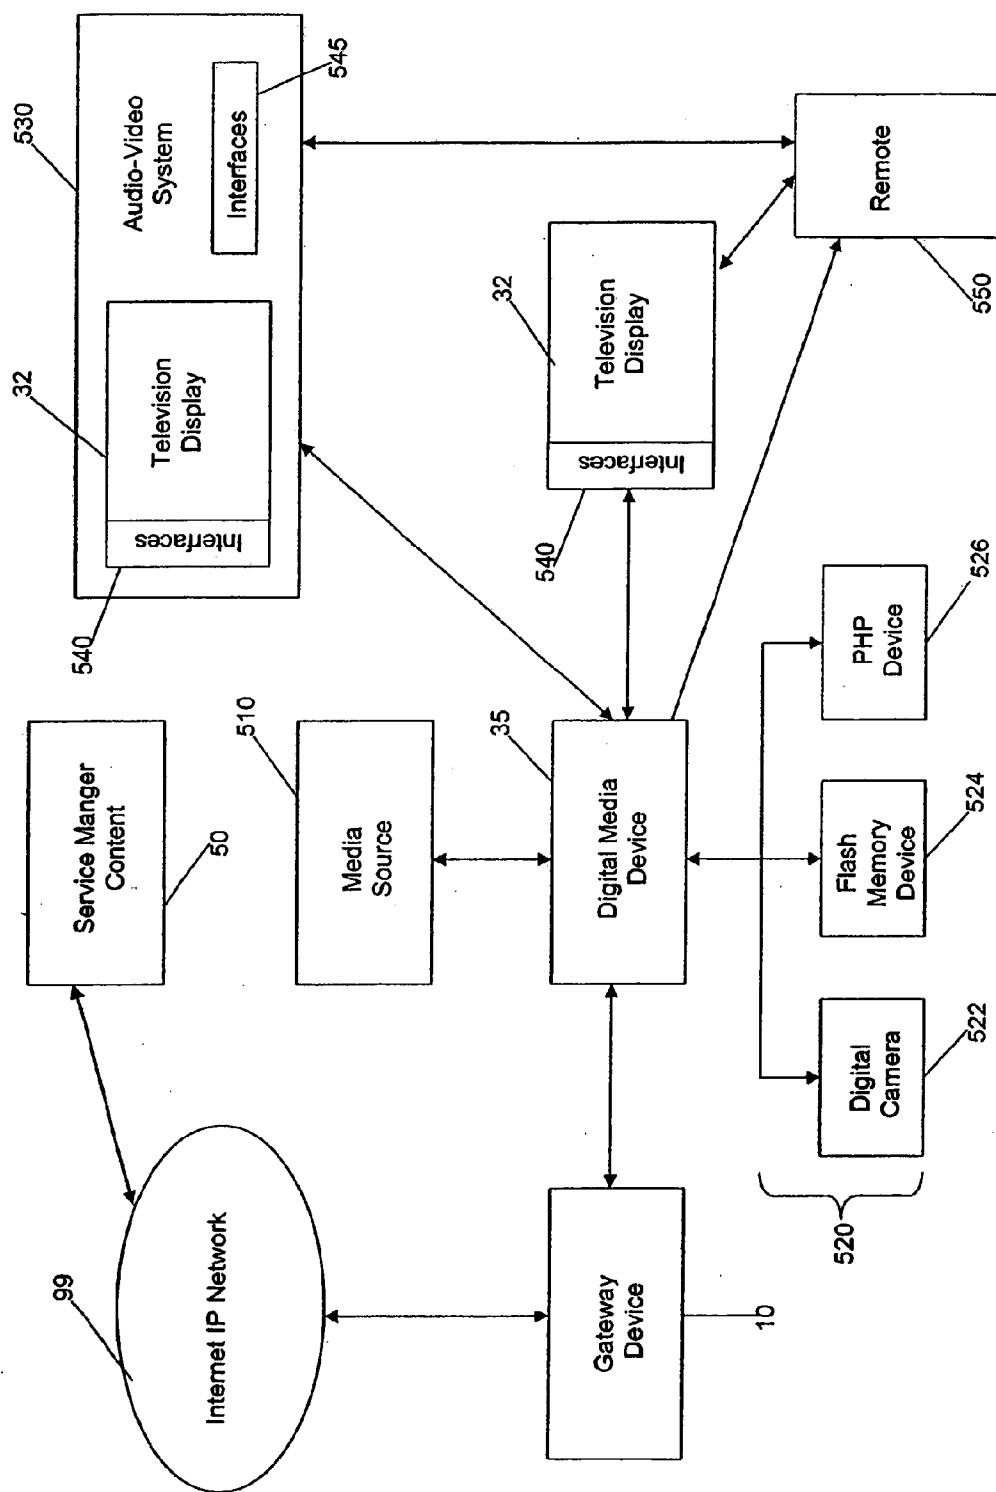 99
Internet IP Network
Service Manger
Content
50
530
32
Television
Display
Interfaces
540
Audio-Video
System
Interfaces
545
510
Media
Source
Gateway
Device
10
35
Digital Media
Device
32
Television
Display
Interfaces
540
Remote
550
520
Digital
Camera
522
Flash
Memory
Device
524
PHP
Device
526